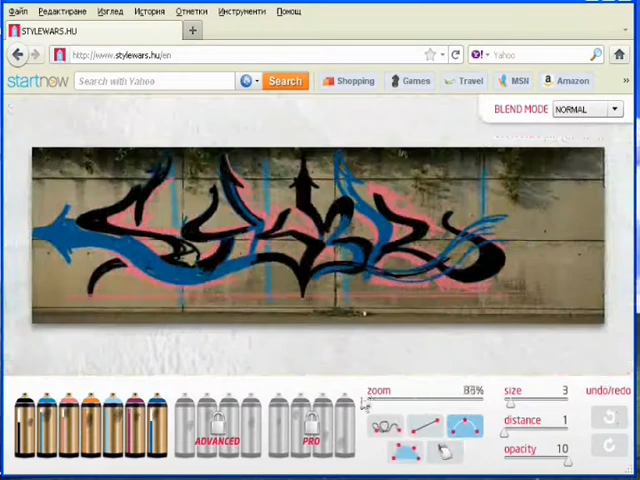 Файл Редактиране Изглед История Отметки Инструменти Помощ
STYLEWARS.HU
http://www.stylewars.hu/en
Yahoo
startnow Search with Yahoo Search Shopping Games Travel MSN Amazon
BLEND MODE NORMAL
zoom 88% size 3 undo/redo
distance 1
ADVANCED PRO
opacity 10